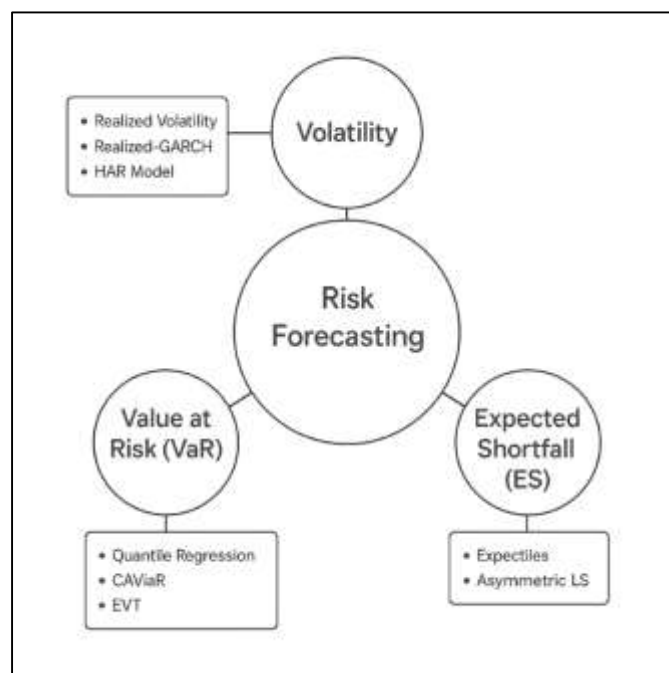 Volatility
• Realized Volatility
• Realized-GARCH
• HAR Model
Risk
Forecasting
Value at
Risk (VaR)
• Quantile Regression
• CAViaR
• EVT
Expected
Shortfall
(ES)
• Expectiles
• Asymmetric LS